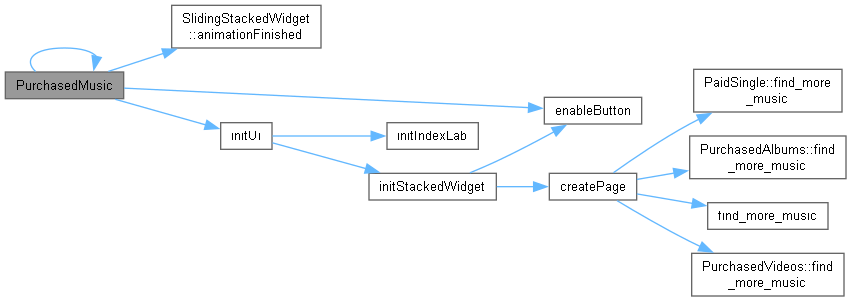 SlidingStackedWidget
::animationFinished
PurchasedMusic
enableButton
initUi
initIndexLab
initStackedWidget
createPage
PaidSingle::find_more
_music
PurchasedAlbums::find
_more_music
find_more_music
PurchasedVideos::find
_more_music